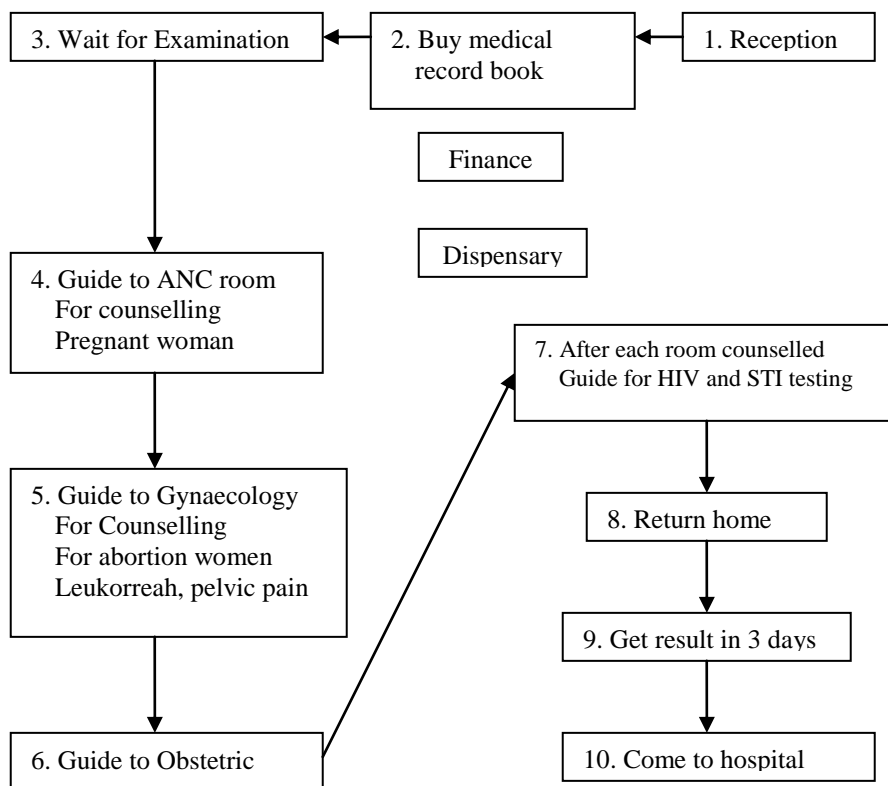 1. Reception
2. Buy medical
record book
3. Wait for Examination
Finance
Dispensary
4. Guide to ANC room
For counselling
Pregnant woman
5. Guide to Gynaecology
For Counselling
For abortion women
Leukorreah, pelvic pain
6. Guide to Obstetric
7. After each room counselled
Guide for HIV and STI testing
8. Return home
9. Get result in 3 days
10. Come to hospital